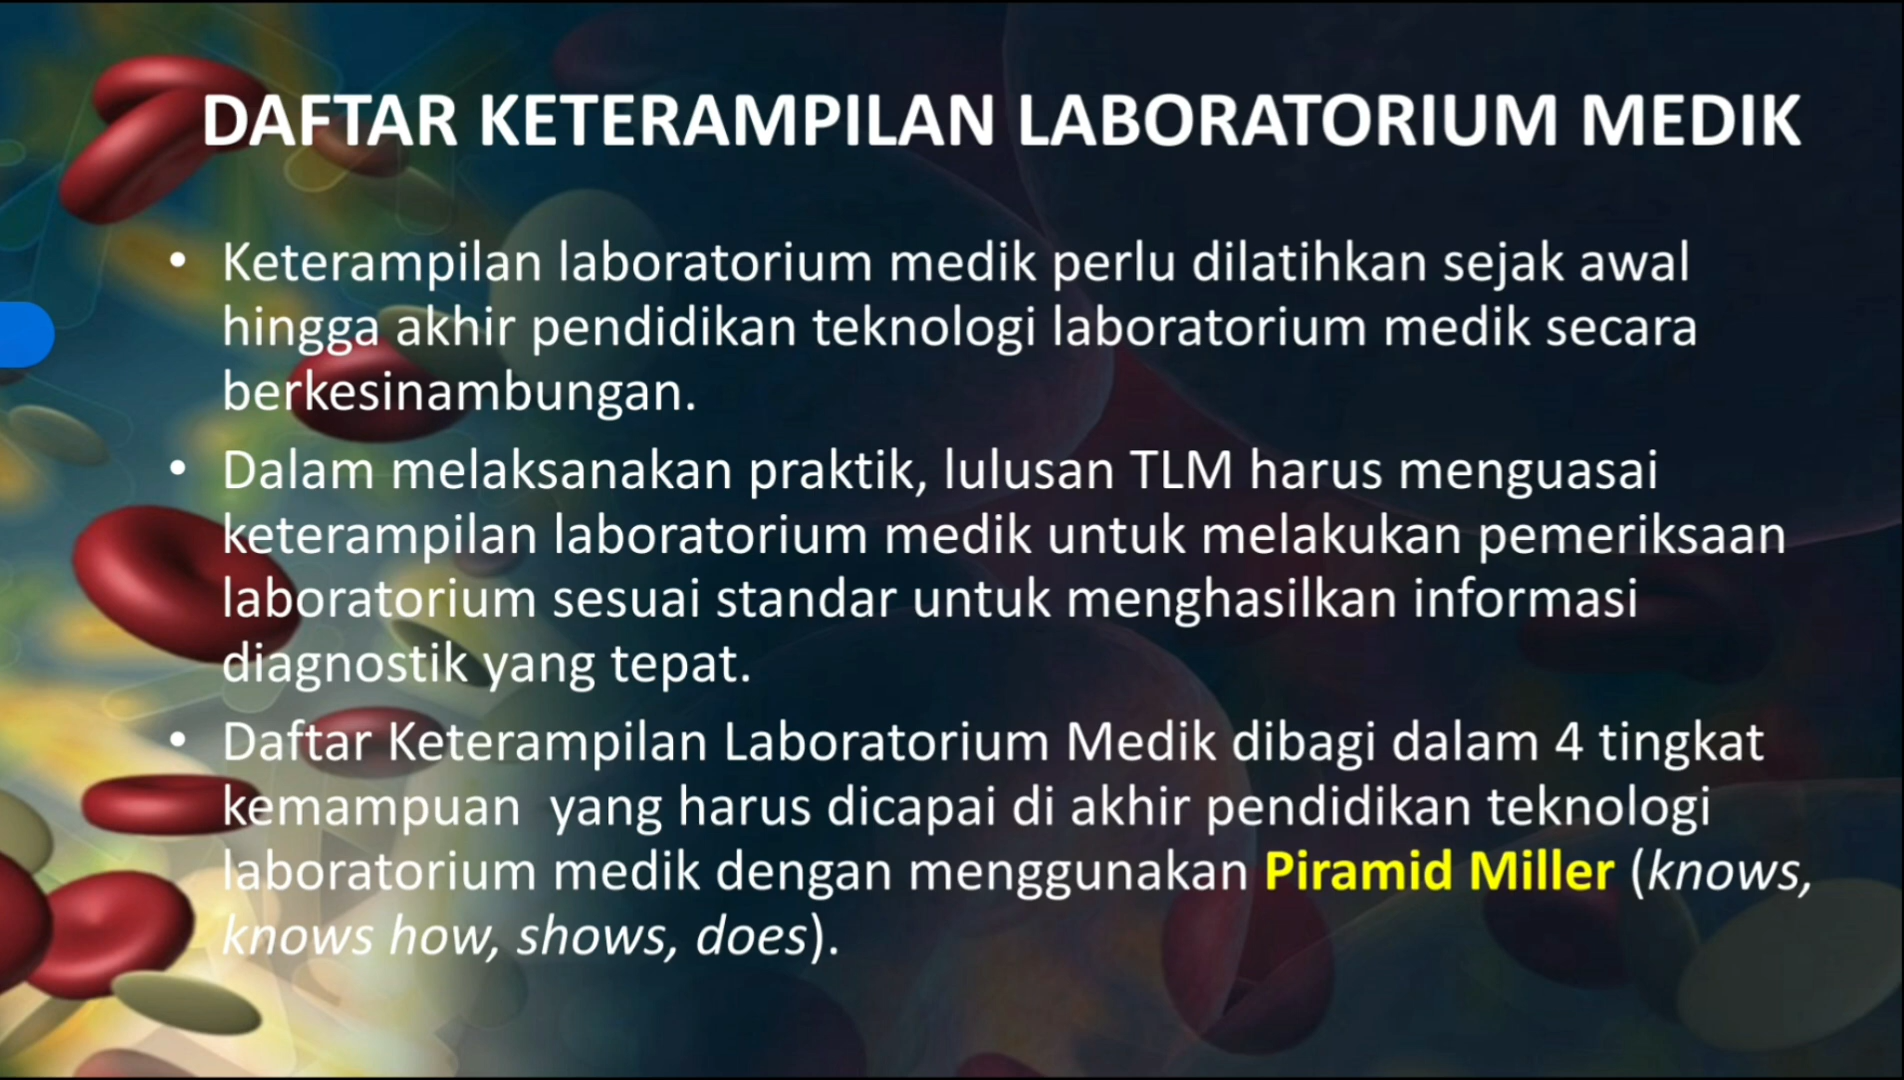 DAFTAR KETERAMPILAN LABORATORIUM MEDIK
• Keterampilan laboratorium medik perlu dilatihkan sejak awal
hingga akhir pendidikan teknologi laboratorium medik secara
berkesinambungan.
• Dalam melaksanakan praktik, lulusan TLM harus menguasai
keterampilan laboratorium medik untuk melakukan pemeriksaan
laboratorium sesuai standar untuk menghasilkan informasi
diagnostik yang tepat.
• Daftar Keterampilan Laboratorium Medik dibagi dalam 4 tingkat
kemampuan yang harus dicapai di akhir pendidikan teknologi
laboratorium medik dengan menggunakan Piramid Miller (knows,
knows how, shows, does).